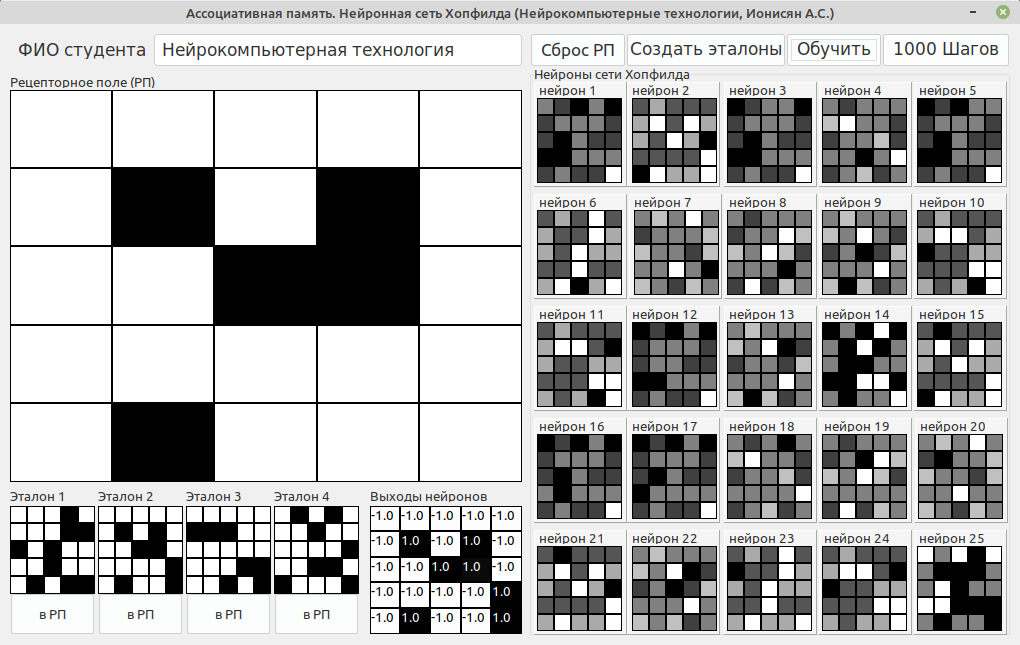 Ассоциативная память. Нейронная сеть Хопфилда (Нейрокомпьютерные технологии, Ионисян А.С.)
ФИО студента Нейрокомпьютерная технология Сброс РП Создать эталоны Обучить 1000 Шагов
Рецепторное поле (РП)
Нейроны сети Хопфилда
нейрон 1 нейрон 2 нейрон 3 нейрон 4 нейрон 5
нейрон 6 нейрон 7 нейрон 8 нейрон 9 нейрон 10
нейрон 11 нейрон 12 нейрон 13 нейрон 14 нейрон 15
нейрон 16 нейрон 17 нейрон 18 нейрон 19 нейрон 20
нейрон 21 нейрон 22 нейрон 23 нейрон 24 нейрон 25
Эталон 1 Эталон 2 Эталон 3 Эталон 4
в РП в РП в РП в РП
Выходы нейронов
-1.0 -1.0 -1.0 -1.0 -1.0
-1.0 1.0 -1.0 1.0 -1.0
-1.0 -1.0 1.0 1.0 -1.0
-1.0 -1.0 -1.0 -1.0 1.0
-1.0 1.0 -1.0 -1.0 1.0